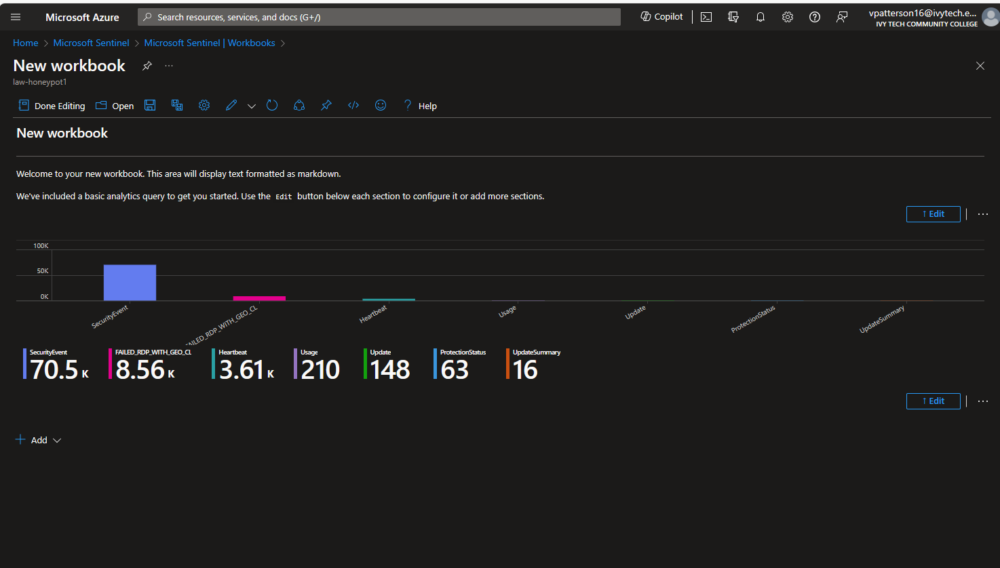 Microsoft Azure
Search resources, services, and docs (G+/)
Copilot
vpatterson16@ivytech.e...
IVY TECH COMMUNITY COLLEGE
Home > Microsoft Sentinel > Microsoft Sentinel | Workbooks >
New workbook
law-honeypot1
Done Editing
Open
Help
New workbook
Welcome to your new workbook. This area will display text formatted as markdown.
We've included a basic analytics query to get you started. Use the Edit button below each section to configure it or add more sections.
↑ Edit
100K
50K
0K
SecurityEvent
FAILED_RDP_WITH_GEO_CL
Heartbeat
Usage
Update
ProtectionStatus
UpdateSummary
SecurityEvent
70.5 K
FAILED_RDP_WITH_GEO_CL
8.56 K
Heartbeat
3.61 K
Usage
210
Update
148
ProtectionStatus
63
UpdateSummary
16
↑ Edit
Add